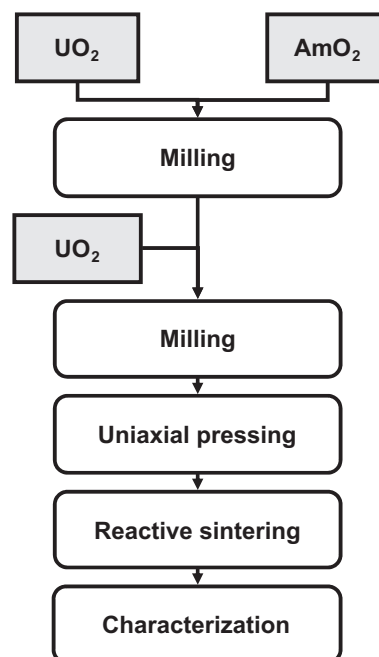 UO₂
AmO₂
Milling
UO₂
Milling
Uniaxial pressing
Reactive sintering
Characterization